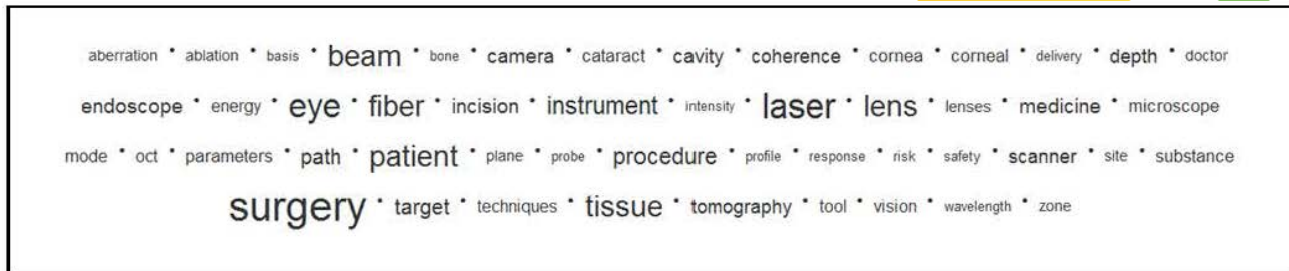 aberration • ablation • basis • beam • bone • camera • cataract • cavity • coherence • cornea • corneal • delivery • depth • doctor
endoscope • energy • eye • fiber • incision • instrument • intensity • laser • lens • lenses • medicine • microscope
mode • oct • parameters • path • patient • plane • probe • procedure • profile • response • risk • safety • scanner • site • substance
surgery • target • techniques • tissue • tomography • tool • vision • wavelength • zone